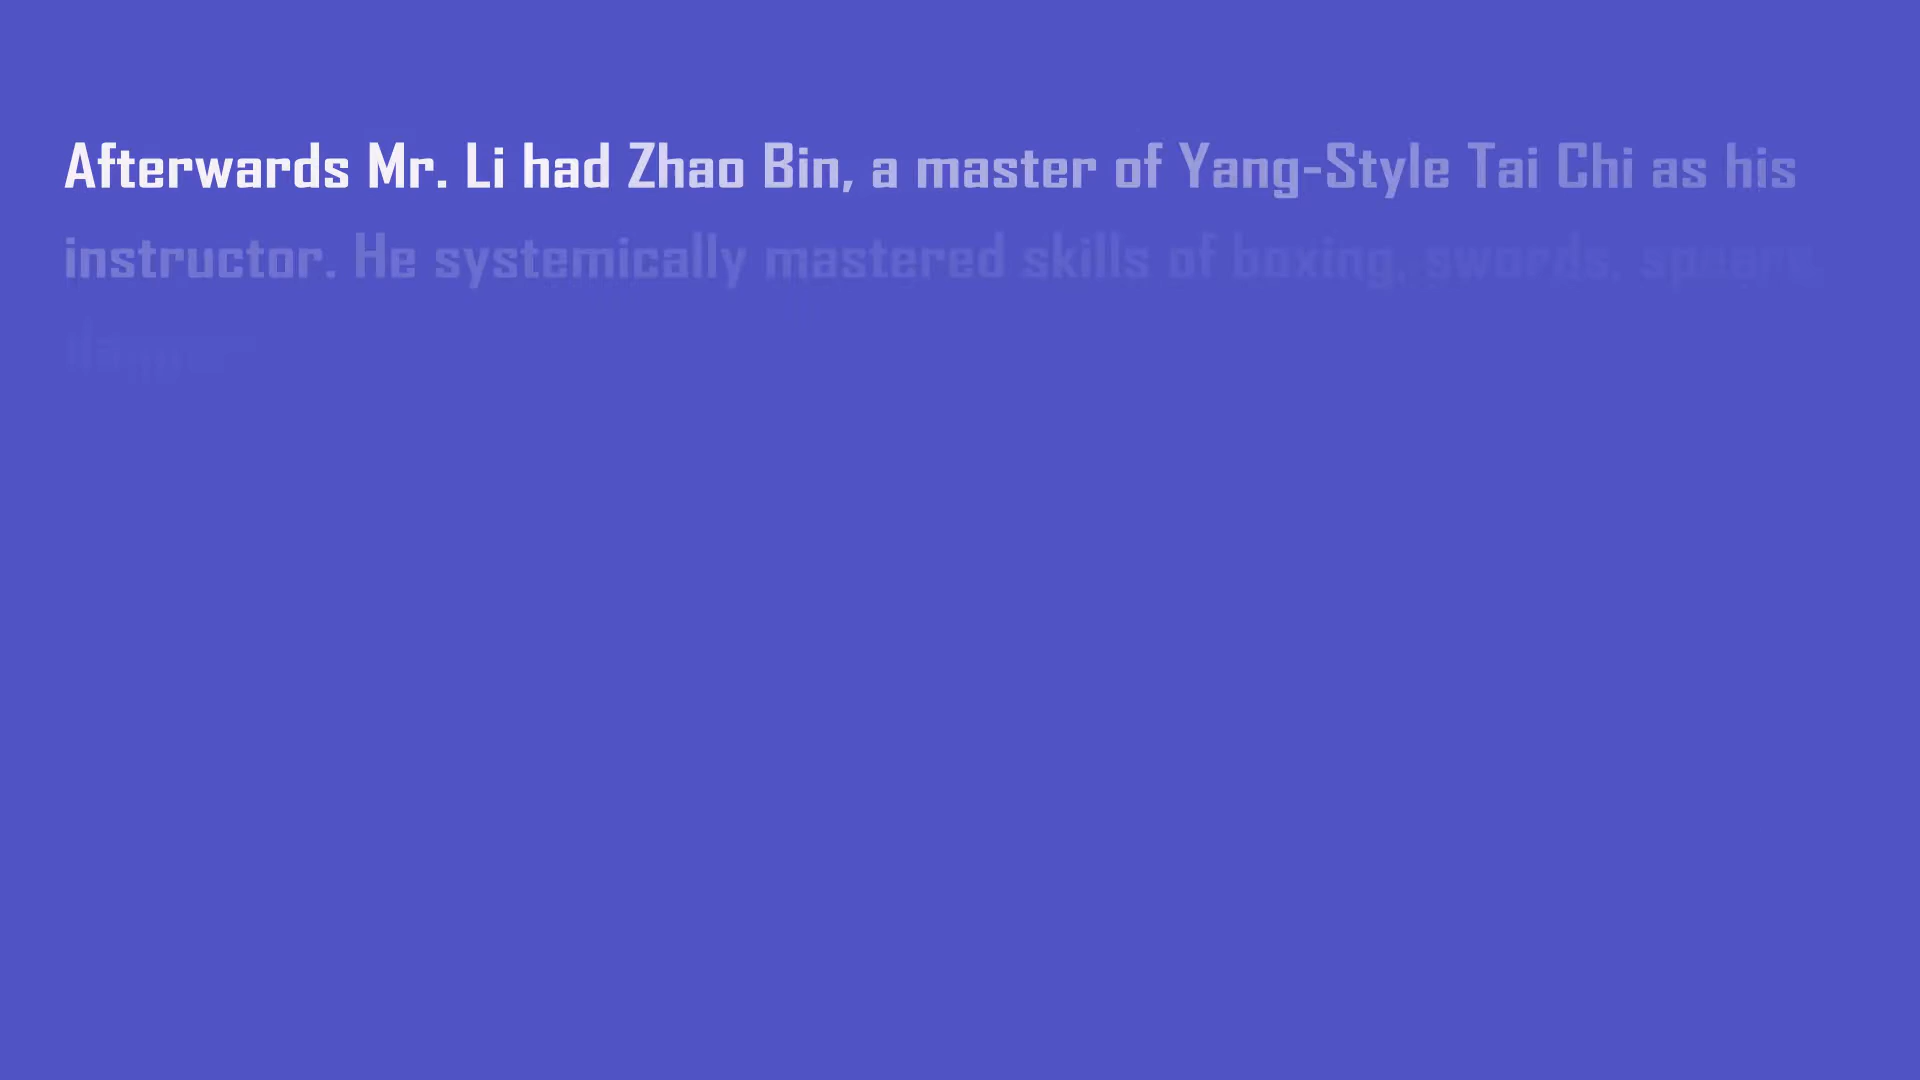 Afterwards Mr. Li had Zhao Bin, a master of Yang-Style Tai Chi as his
instructor. He systemically mastered skills of boxing, swords, spears,